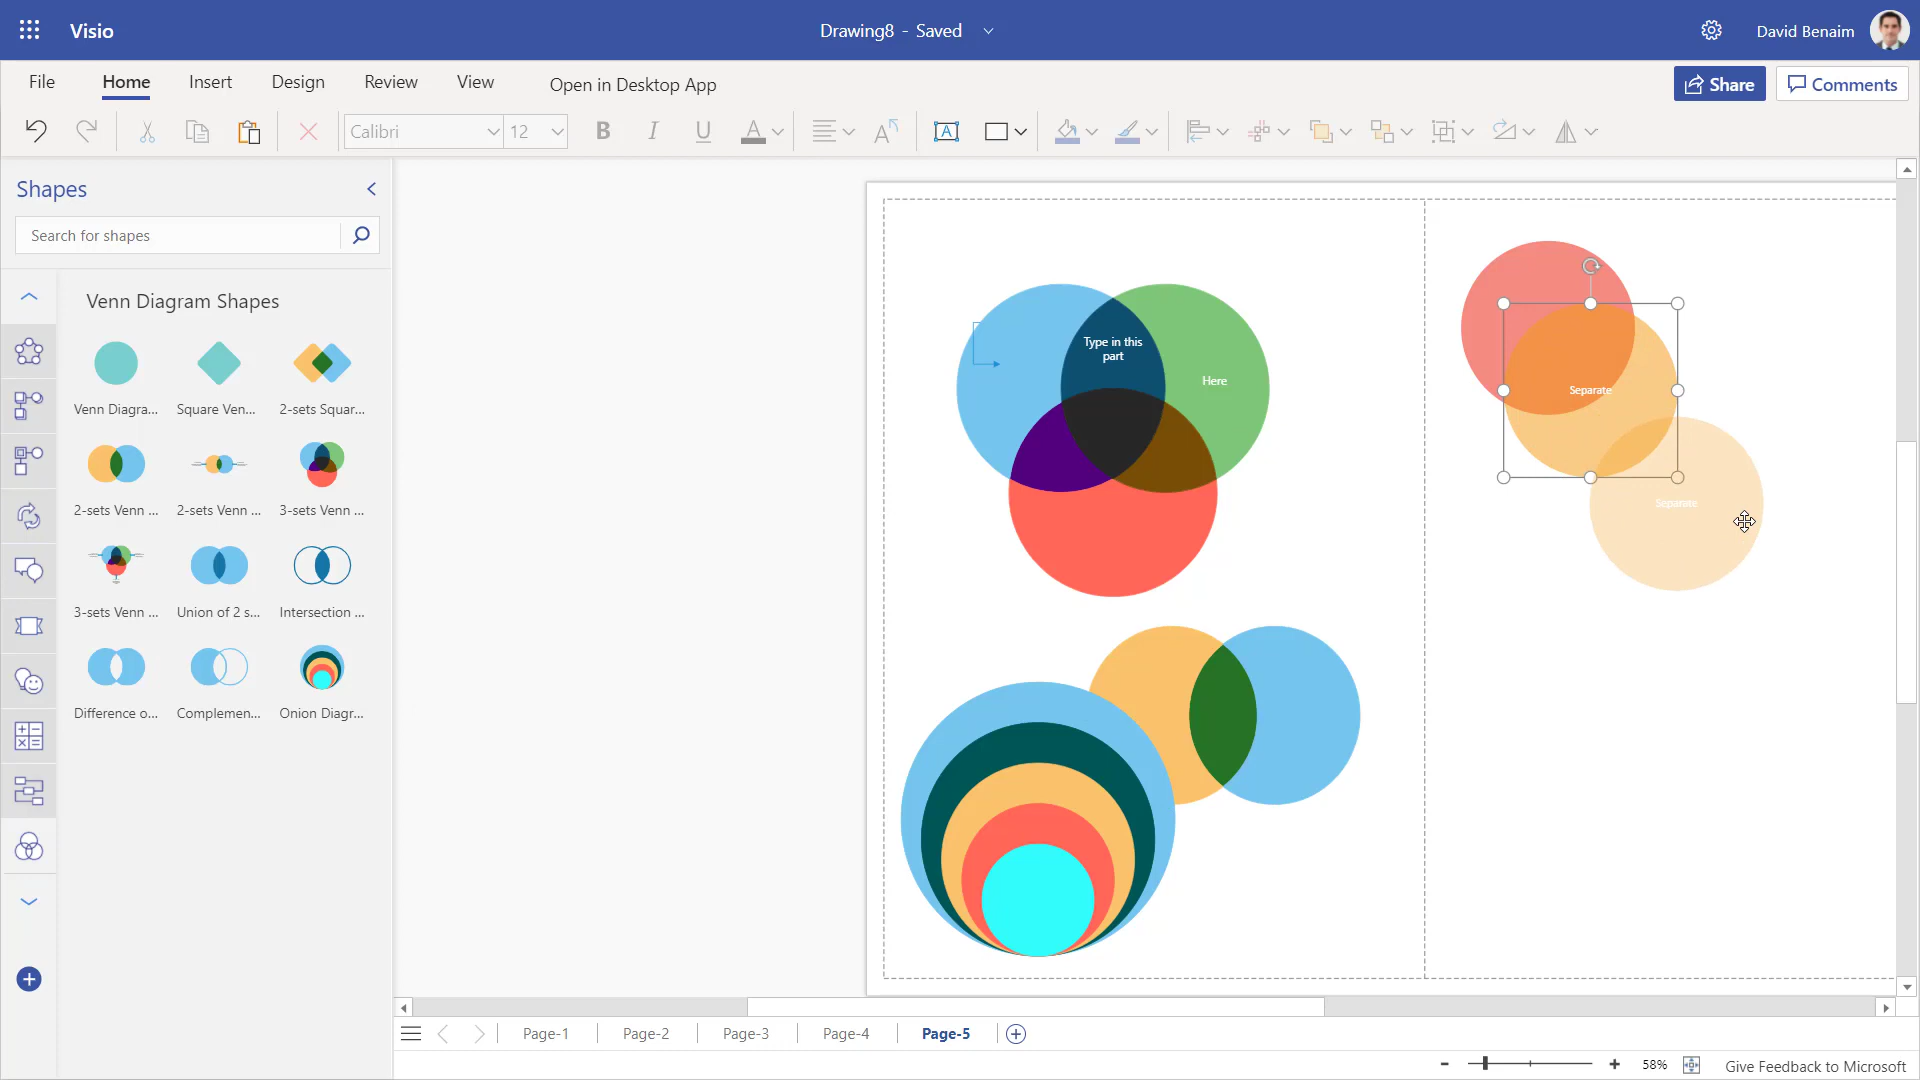 Visio
Drawing8 - Saved
David Benaim
File
Home
Insert
Design
Review
View
Open in Desktop App
Share
Comments
Calibri
12
B
I
U
A
A
A
Shapes
Search for shapes
Venn Diagram Shapes
Venn Diagra...
Square Ven...
2-sets Squar...
2-sets Venn ...
2-sets Venn ...
3-sets Venn ...
3-sets Venn ...
Union of 2 s...
Intersection ...
Difference o...
Complemen...
Onion Diagr...
Type in this
part
Here
Separate
Separate
Page-1
Page-2
Page-3
Page-4
Page-5
58%
Give Feedback to Microsoft